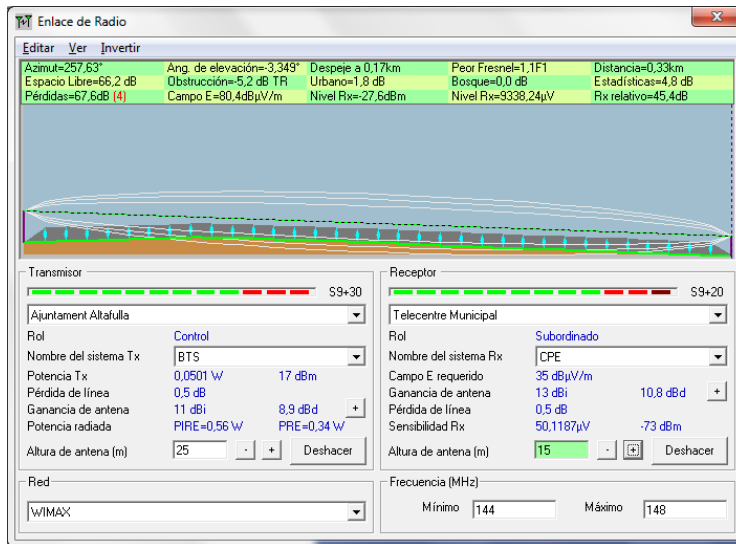 Enlace de Radio
Editar Ver Invertir
Azimut=257,63° Ang. de elevación=-3,349° Despeje a 0,17km Peor Fresnel=1,1F1 Distancia=0,33km
Espacio Libre=66,2 dB Obstrucción=-5,2 dB TR Urbano=1,8 dB Bosque=0,0 dB Estadísticas=4,8 dB
Pérdidas=67,6dB (4) Campo E=80,4dBµV/m Nivel Rx=-27,6dBm Nivel Rx=9338,24µV Rx relativo=45,4dB
Transmisor
S9+30
Ajuntament Altafulla
Rol Control
Nombre del sistema Tx BTS
Potencia Tx 0,0501 W 17 dBm
Pérdida de línea 0,5 dB
Ganancia de antena 11 dBi 8,9 dBd +
Potencia radiada PIRE=0,56 W PRE=0,34 W
Altura de antena (m) 25 - + Deshacer
Receptor
S9+20
Telecentre Municipal
Rol Subordinado
Nombre del sistema Rx CPE
Campo E requerido 35 dBµV/m
Ganancia de antena 13 dBi 10,8 dBd +
Pérdida de línea 0,5 dB
Sensibilidad Rx 50,1187µV -73 dBm
Altura de antena (m) 15 - + Deshacer
Red
WIMAX
Frecuencia (MHz)
Mínimo 144 Máximo 148